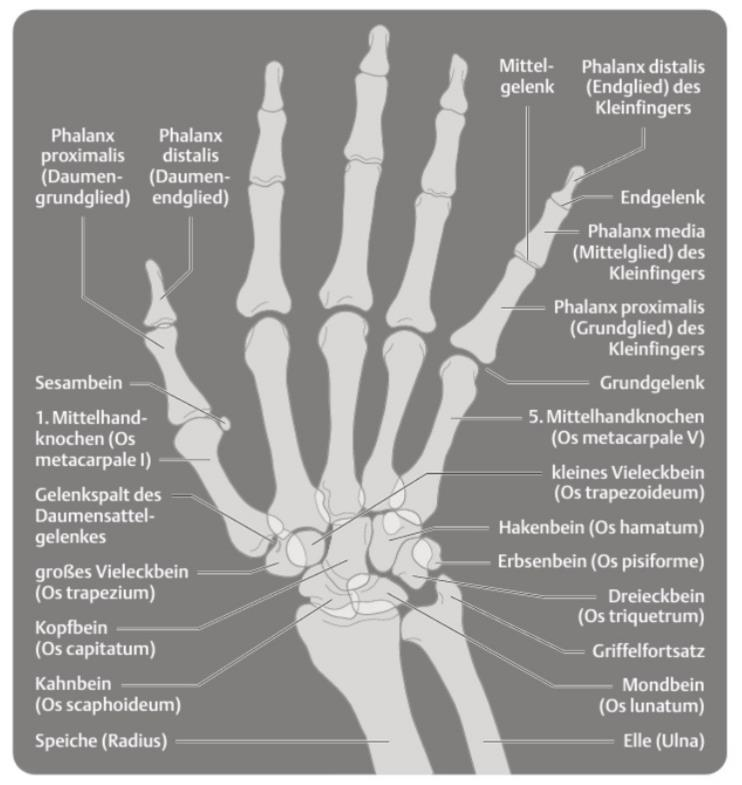 Phalanx
proximalis
(Daumen-
grundglied)
Phalanx
distalis
(Daumen-
endglied)
Mittel-
gelenk
Phalanx distalis
(Endglied) des
Kleinfingers
Endgelenk
Phalanx media
(Mittelglied) des
Kleinfingers
Phalanx proximalis
(Grundglied) des
Kleinfingers
Grundgelenk
Sesambein
1. Mittelhand-
knochen (Os
metacarpale I)
Gelenkspalt des
Daumensattel-
gelenkes
großes Vieleckbein
(Os trapezium)
Kopfbein
(Os capitatum)
Kahnbein
(Os scaphoideum)
Speiche (Radius)
5. Mittelhandknochen
(Os metacarpale V)
kleines Vieleckbein
(Os trapezoideum)
Hakenbein (Os hamatum)
Erbsenbein (Os pisiforme)
Dreieckbein
(Os triquetrum)
Griffelfortsatz
Mondbein
(Os lunatum)
Elle (Ulna)